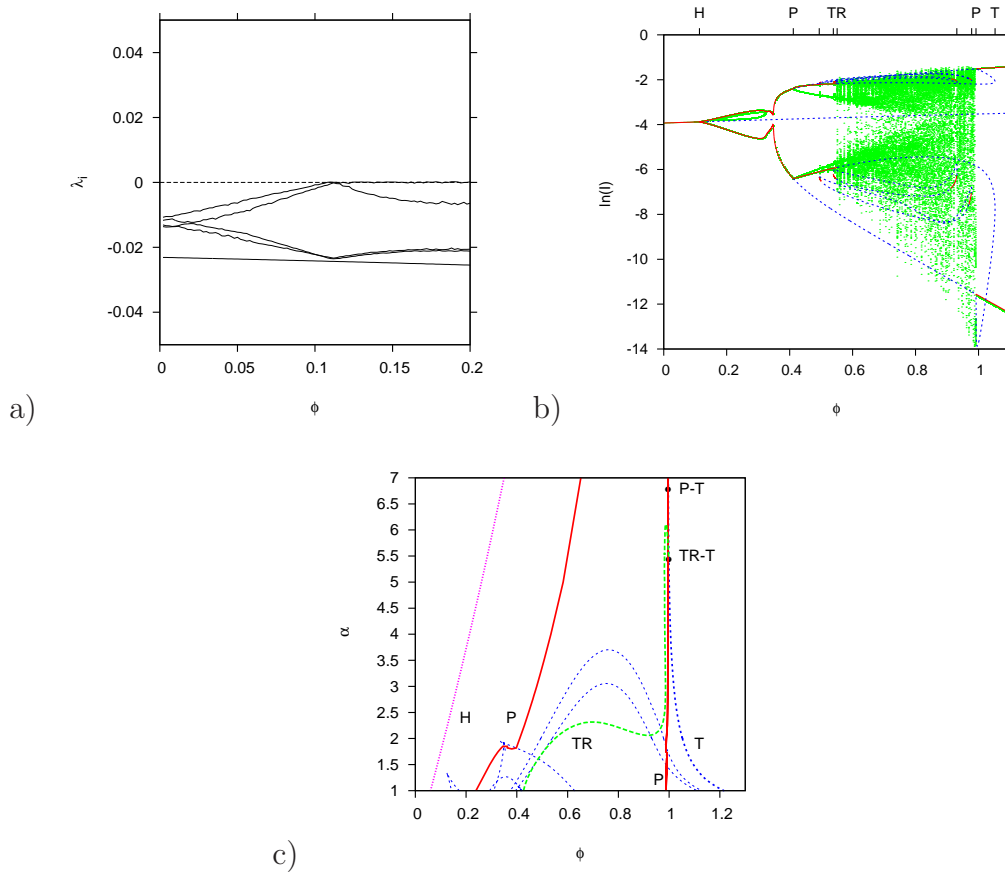 0.04
0.02
0
-0.02
-0.04
λi
0 0.05 0.1 0.15 0.2
ϕ
a)
H P TR P T
0
-2
-4
-6
-8
-10
-12
-14
ln(I)
0 0.2 0.4 0.6 0.8 1
ϕ
b)
7
6.5
6
5.5
5
4.5
4
3.5
3
2.5
2
1.5
1
α
P-T
TR-T
H P TR T
P
0 0.2 0.4 0.6 0.8 1 1.2
ϕ
c)